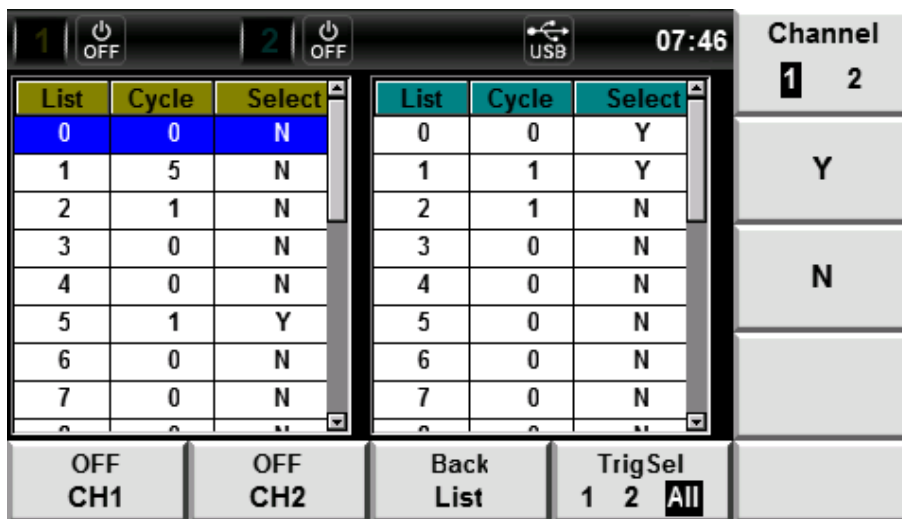 1 OFF 2 OFF USB 07:46
Channel
1 2
Y
N
List Cycle Select
0 0 N
1 5 N
2 1 N
3 0 N
4 0 N
5 1 Y
6 0 N
7 0 N
List Cycle Select
0 0 Y
1 1 Y
2 1 N
3 0 N
4 0 N
5 0 N
6 0 N
7 0 N
OFF
CH1
OFF
CH2
Back
List
TrigSel
1 2 All